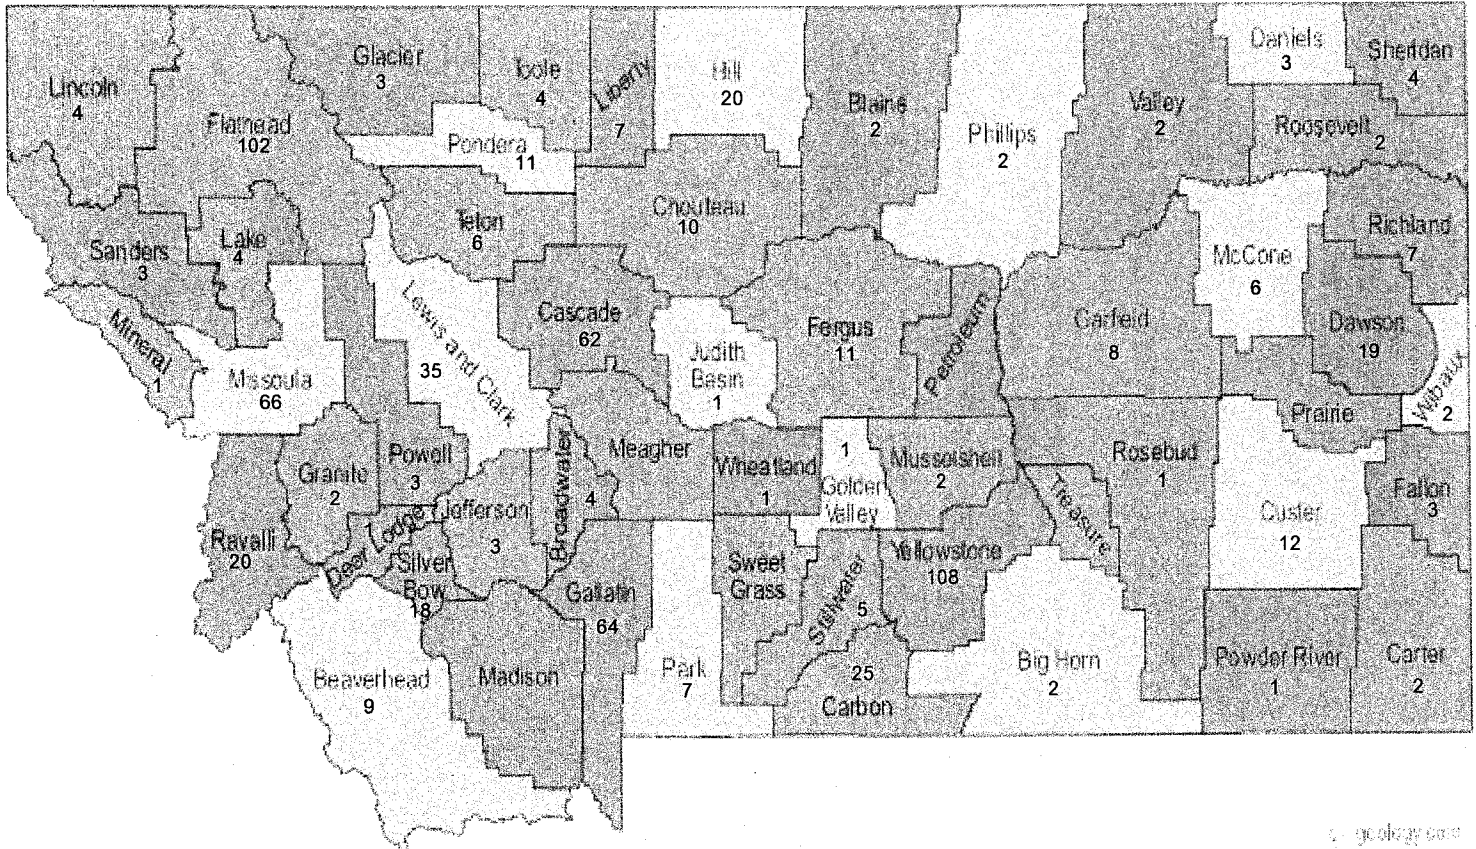 Lincoln
4
Flathead
102
Glacier
3
Toole
4
Liberty
7
Hill
20
Blaine
2
Phillips
2
Valley
2
Daniels
3
Sheridan
4
Roosevelt 2
Pondera
11
Teton
6
Chouteau
10
Sanders
3
Lake
4
Mineral
1
Missoula
66
Lewis and Clark
35
Cascade
62
Judith
Basin
1
Fergus
11
Petroleum
Garfield
8
McCone
6
Richland
7
Dawson
19
Wibaux
2
Prairie
Granite
2
Powell
3
Ravalli
20
Deer Lodge
1
Silver
Bow
18
Jefferson
3
Broadwater
4
Meagher
Wheatland
1
1
Golden
Valley
Musselshell
2
Treasure
Rosebud
1
Custer
12
Fallon
3
Beaverhead
9
Madison
Gallatin
64
Park
7
Sweet
Grass
Stillwater
5
Yellowstone
108
25
Carbon
Big Horn
2
Powder River
1
Carter
2
geology.com